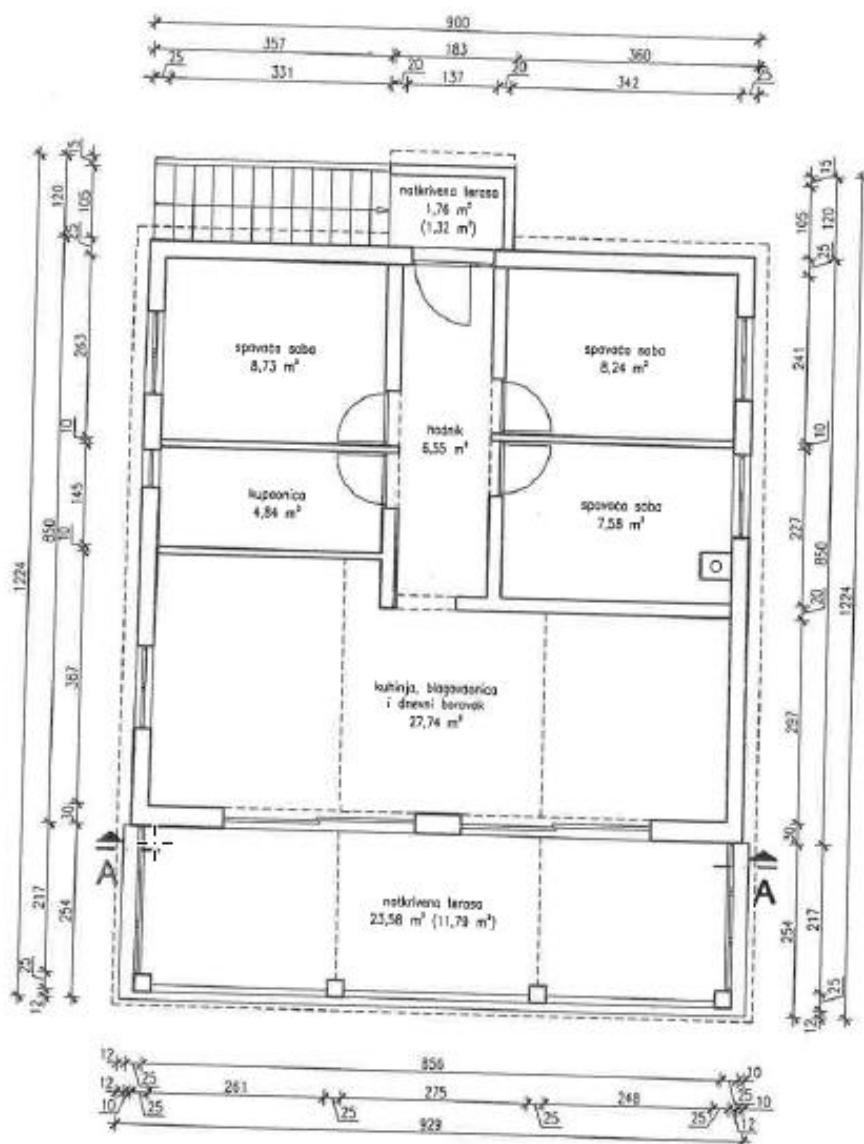 900
357 183 360
25 331 20 137 20 342 25
natkrivena terasa
1,76 m²
(1,32 m²)
spavaća soba
8,73 m²
spavaća soba
8,24 m²
hodnik
6,55 m²
kupaonica
4,84 m²
spavaća soba
7,58 m²
kuhinja, blagovaonica
i dnevni boravak
27,74 m²
natkrivena terasa
23,58 m² (11,79 m²)
A
A
15
120
105
25
263
10
145
850
10
1224
367
30
217
254
25
12
15
105
120
25
241
10
227
850
20
1224
297
30
254
217
25
12
12 856 10
12 25 261 275 248 25 10
10 25 25 25 25 12
929